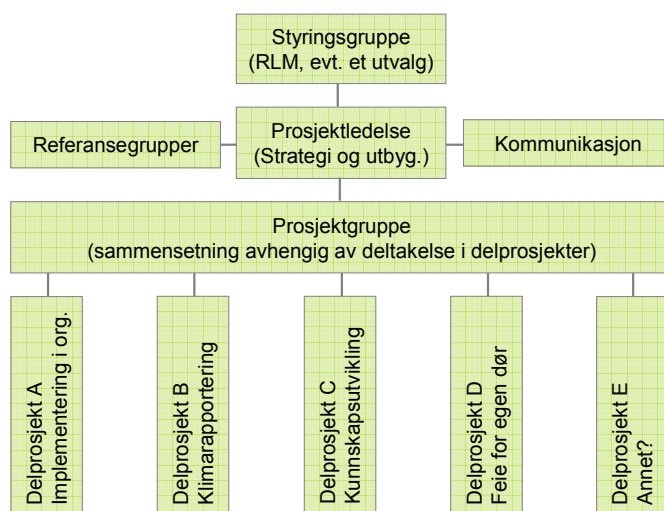 Styringsgruppe
(RLM, evt. et utvalg)
Referansegrupper
Prosjektledelse
(Strategi og utbyg.)
Kommunikasjon
Prosjektgruppe
(sammensetning avhengig av deltakelse i delprosjekter)
Delprosjekt A
Implementering i org.
Delprosjekt B
Klimarapportering
Delprosjekt C
Kunnskapsutvikling
Delprosjekt D
Feie for egen dør
Delprosjekt E
Annet?